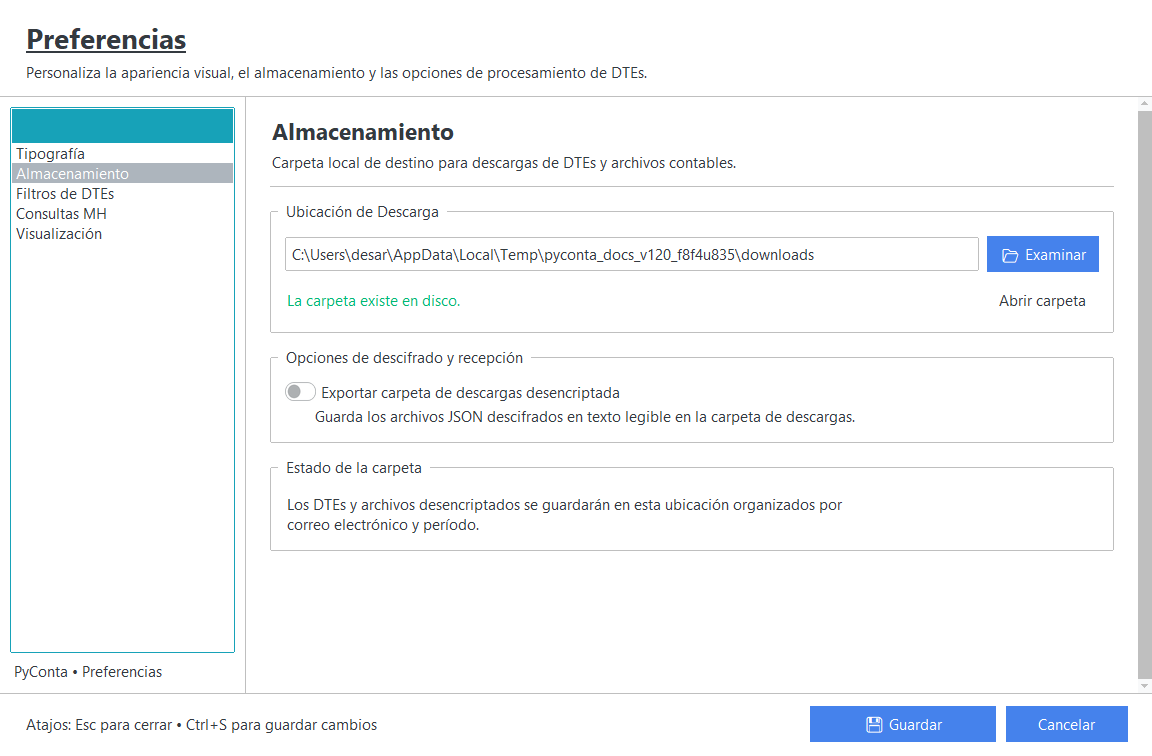 Preferencias
Personaliza la apariencia visual, el almacenamiento y las opciones de procesamiento de DTEs.
Tipografía
Almacenamiento
Filtros de DTEs
Consultas MH
Visualización
PyConta • Preferencias
Almacenamiento
Carpeta local de destino para descargas de DTEs y archivos contables.
Ubicación de Descarga
C:\Users\desar\AppData\Local\Temp\pyconta_docs_v120_f8f4u835\downloads
Examinar
La carpeta existe en disco.
Abrir carpeta
Opciones de descifrado y recepción
Exportar carpeta de descargas desencriptada
Guarda los archivos JSON descifrados en texto legible en la carpeta de descargas.
Estado de la carpeta
Los DTEs y archivos desencriptados se guardarán en esta ubicación organizados por
correo electrónico y período.
Atajos: Esc para cerrar • Ctrl+S para guardar cambios
Guardar
Cancelar